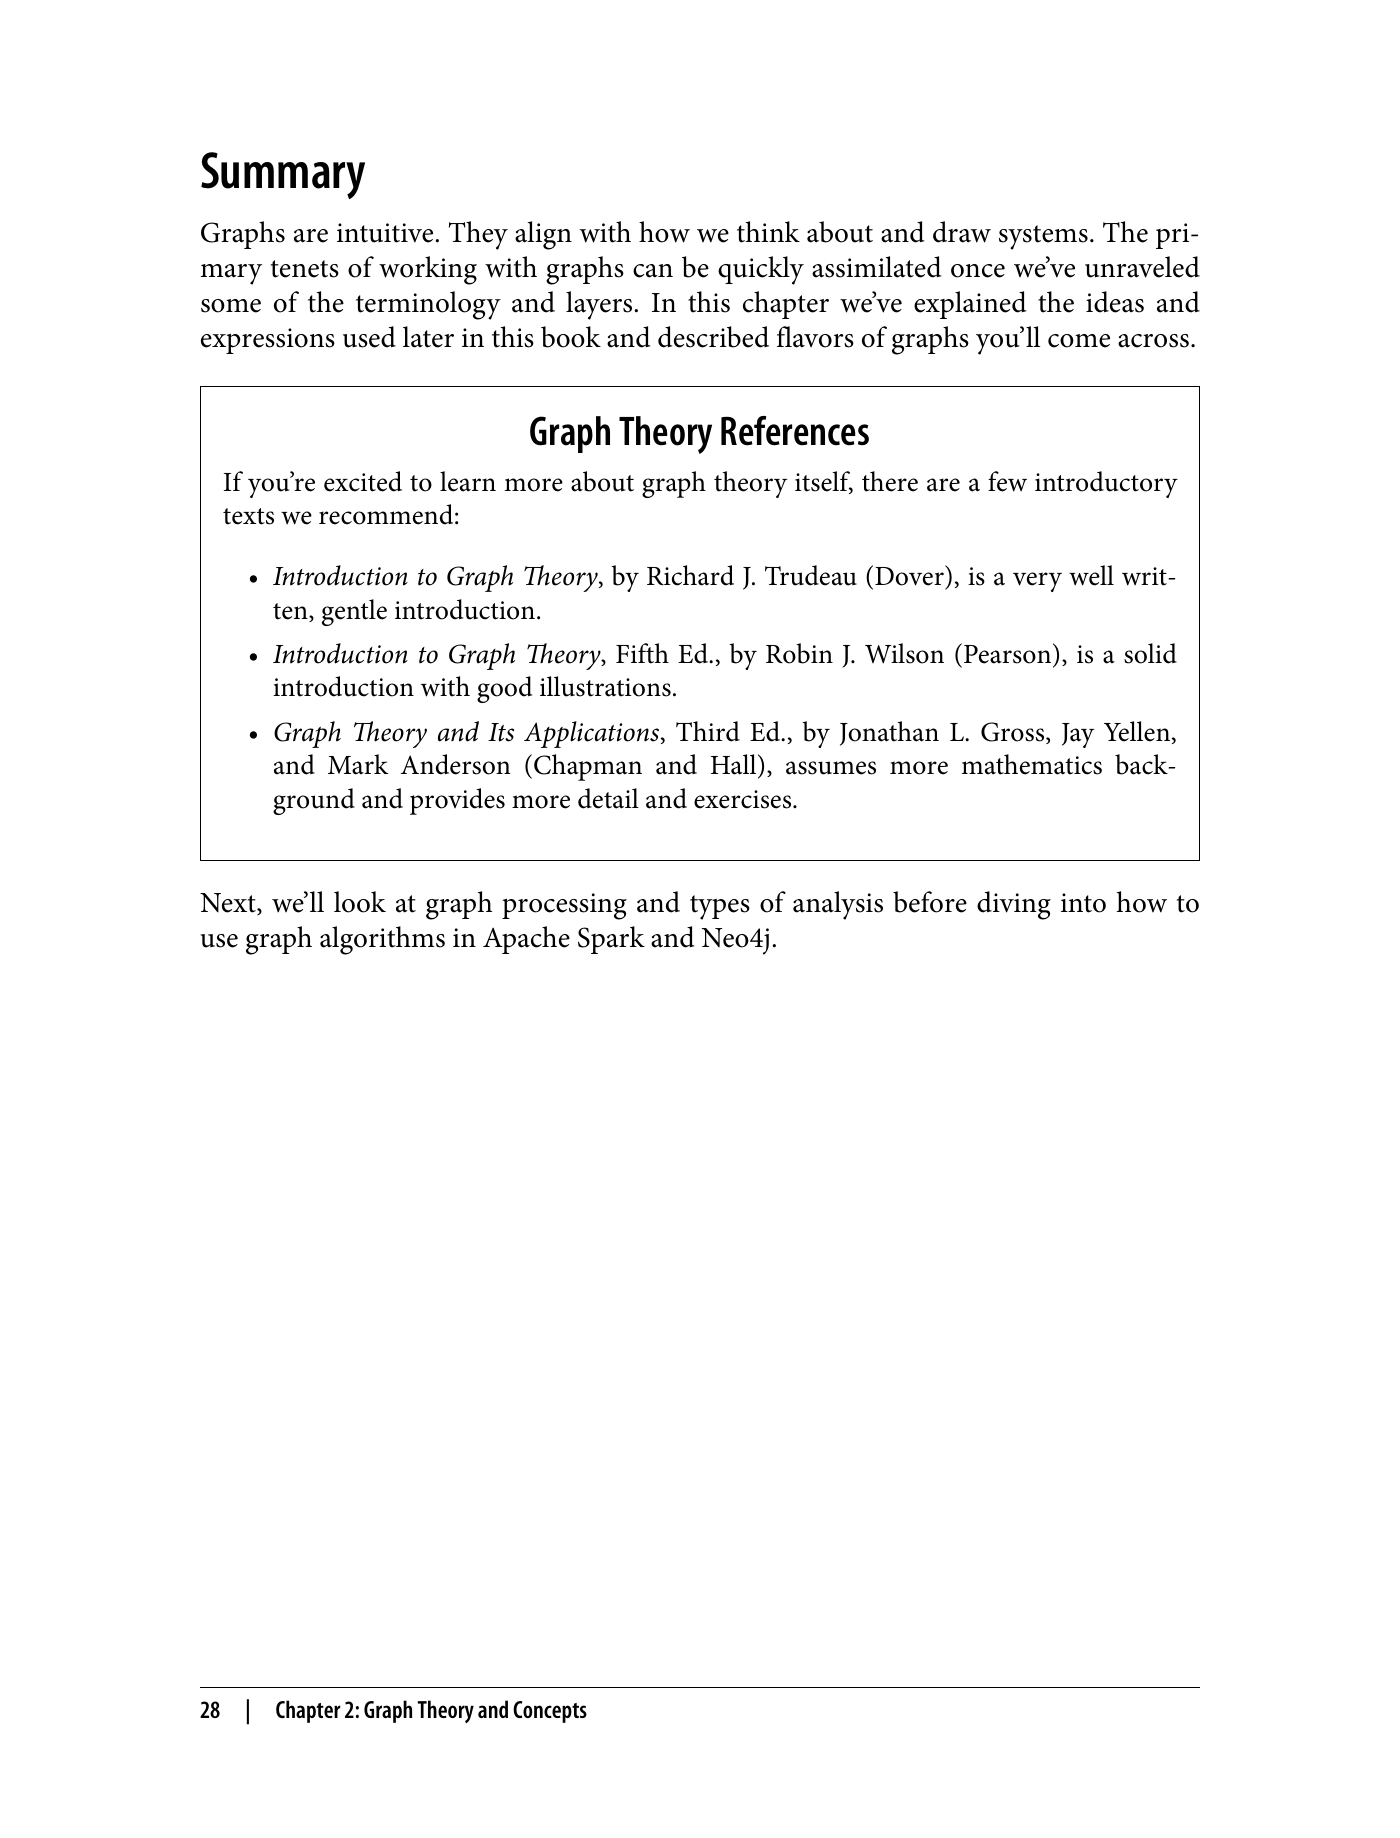 Summary
Graphs are intuitive. They align with how we think about and draw systems. The pri-
mary tenets of working with graphs can be quickly assimilated once we’ve unraveled
some of the terminology and layers. In this chapter we’ve explained the ideas and
expressions used later in this book and described flavors of graphs you’ll come across.
Graph Theory References
If you’re excited to learn more about graph theory itself, there are a few introductory
texts we recommend:
• Introduction to Graph Theory, by Richard J. Trudeau (Dover), is a very well writ-
ten, gentle introduction.
• Introduction to Graph Theory, Fifth Ed., by Robin J. Wilson (Pearson), is a solid
introduction with good illustrations.
• Graph Theory and Its Applications, Third Ed., by Jonathan L. Gross, Jay Yellen,
and Mark Anderson (Chapman and Hall), assumes more mathematics back-
ground and provides more detail and exercises.
Next, we’ll look at graph processing and types of analysis before diving into how to
use graph algorithms in Apache Spark and Neo4j.
28 | Chapter 2: Graph Theory and Concepts